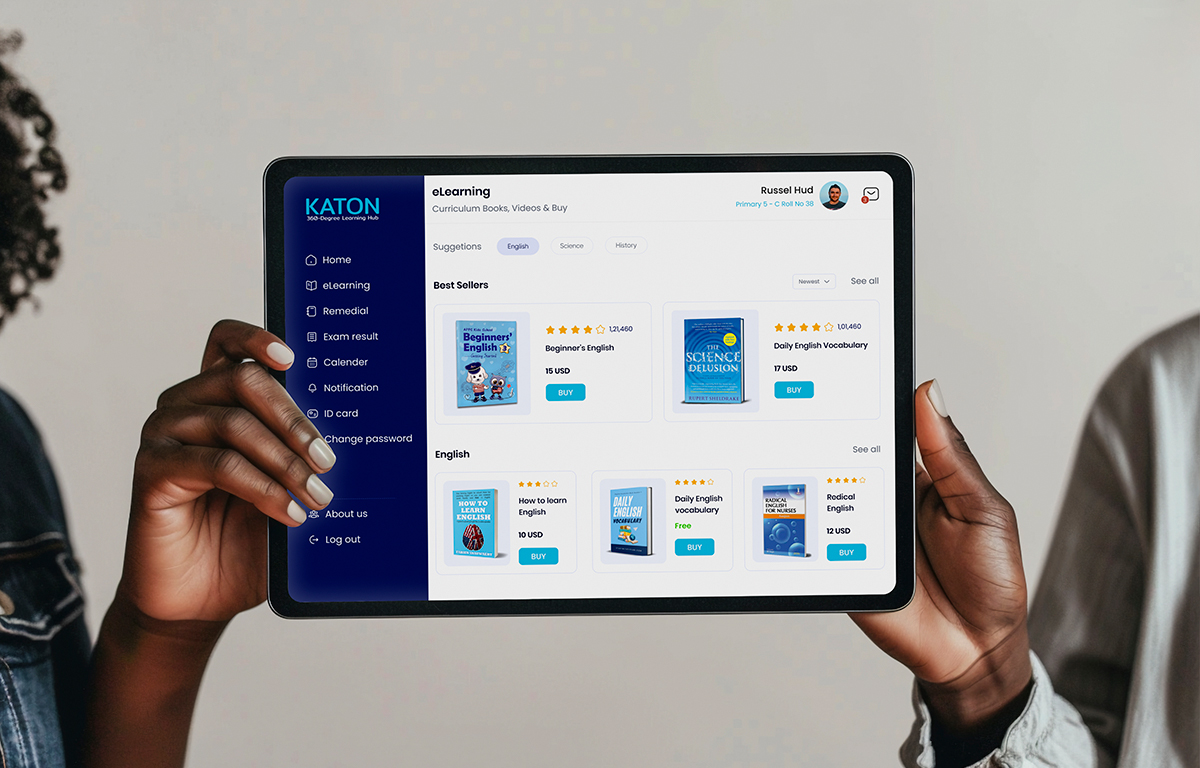 KATON
360-Degree Learning Hub
Home
eLearning
Remedial
Exam result
Calender
Notification
ID card
Change password
About us
Log out
eLearning
Curriculum Books, Videos & Buy
Russel Hud
Primary 5 - C Roll No 38
Suggetions
English
Science
History
Best Sellers
Newest
See all
Beginners'
English
1,21,460
Beginner's English
15 USD
BUY
THE
SCIENCE
DELUSION
RUPERT SHELDRAKE
1,01,460
Daily English Vocabulary
17 USD
BUY
English
See all
HOW TO
LEARN
ENGLISH
How to learn
English
10 USD
BUY
DAILY
ENGLISH
VOCABULARY
Daily English
vocabulary
Free
BUY
RADICAL
ENGLISH
FOR NURSES
Redical
English
12 USD
BUY